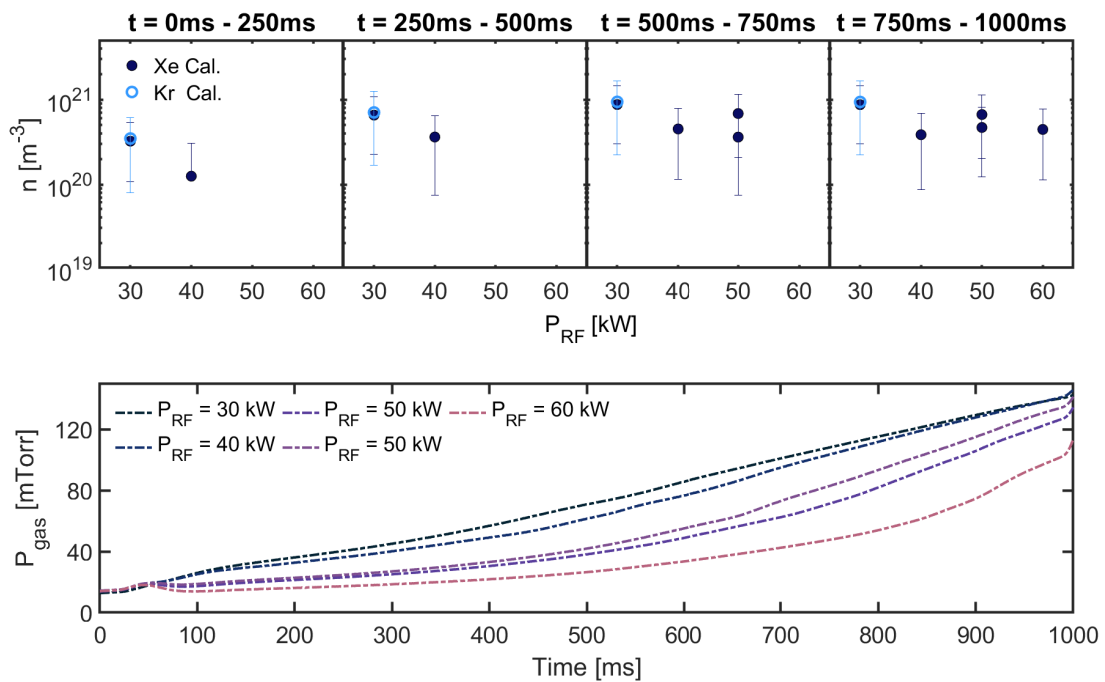 t = 0ms - 250ms t = 250ms - 500ms t = 500ms - 750ms t = 750ms - 1000ms
Xe Cal.
Kr Cal.
10^21
10^20
10^19
n [m^-3]
30 40 50 60 30 40 50 60 30 40 50 60 30 40 50 60
P_RF [kW]
P_RF = 30 kW P_RF = 50 kW P_RF = 60 kW
P_RF = 40 kW P_RF = 50 kW
120
80
40
0
P_gas [mTorr]
0 100 200 300 400 500 600 700 800 900 1000
Time [ms]